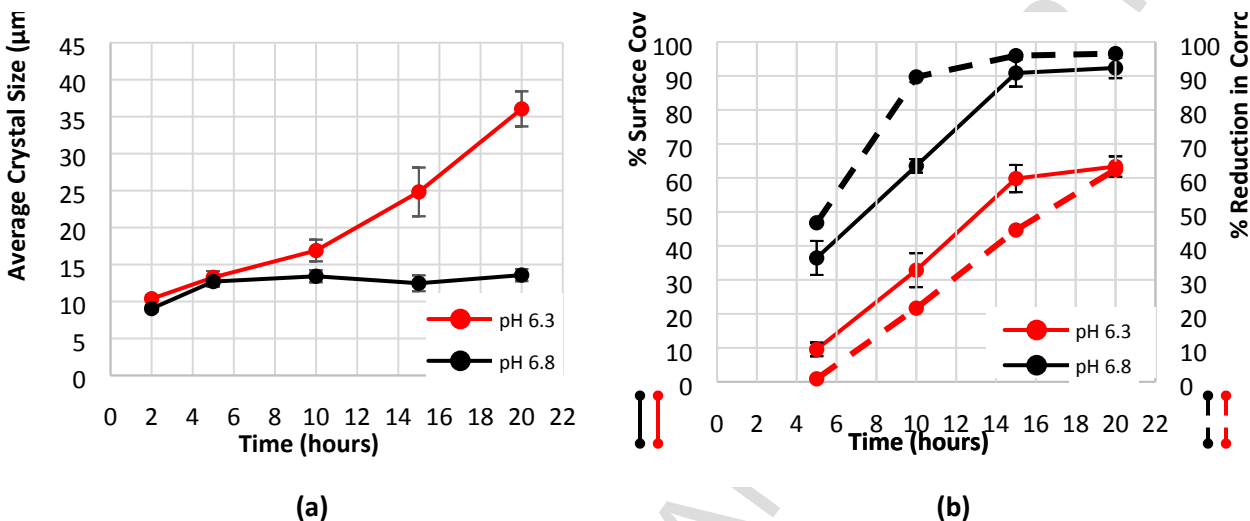 Average Crystal Size (µm
45
40
35
30
25
20
15
10
5
0
0 2 4 6 8 10 12 14 16 18 20 22
Time (hours)
pH 6.3
pH 6.8
(a)
% Surface Cov
100
90
80
70
60
50
40
30
20
10
0
0 2 4 6 8 10 12 14 16 18 20 22
Time (hours)
pH 6.3
pH 6.8
% Reduction in Corro
100
90
80
70
60
50
40
30
20
10
0
(b)